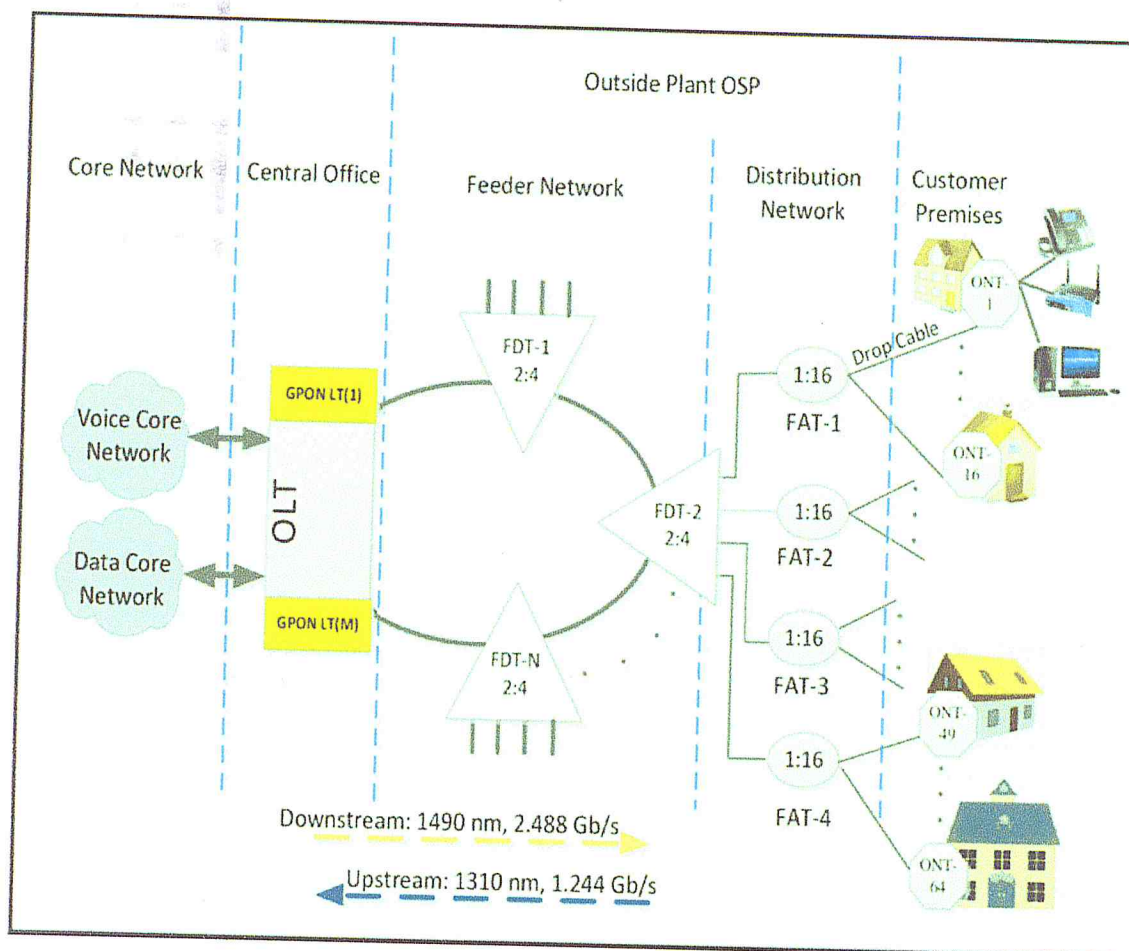 Outside Plant OSP
Core Network
Central Office
Feeder Network
Distribution
Network
Customer
Premises
FDT-1
2:4
GPON LT(1)
Voice Core
Network
OLT
Data Core
Network
GPON LT(M)
FDT-2
2:4
FDT-N
2:4
1:16
FAT-1
1:16
FAT-2
1:16
FAT-3
1:16
FAT-4
Drop Cable
ONT-
1
ONT-
16
ONT-
49
ONT-
64
Downstream: 1490 nm, 2.488 Gb/s
Upstream: 1310 nm, 1.244 Gb/s